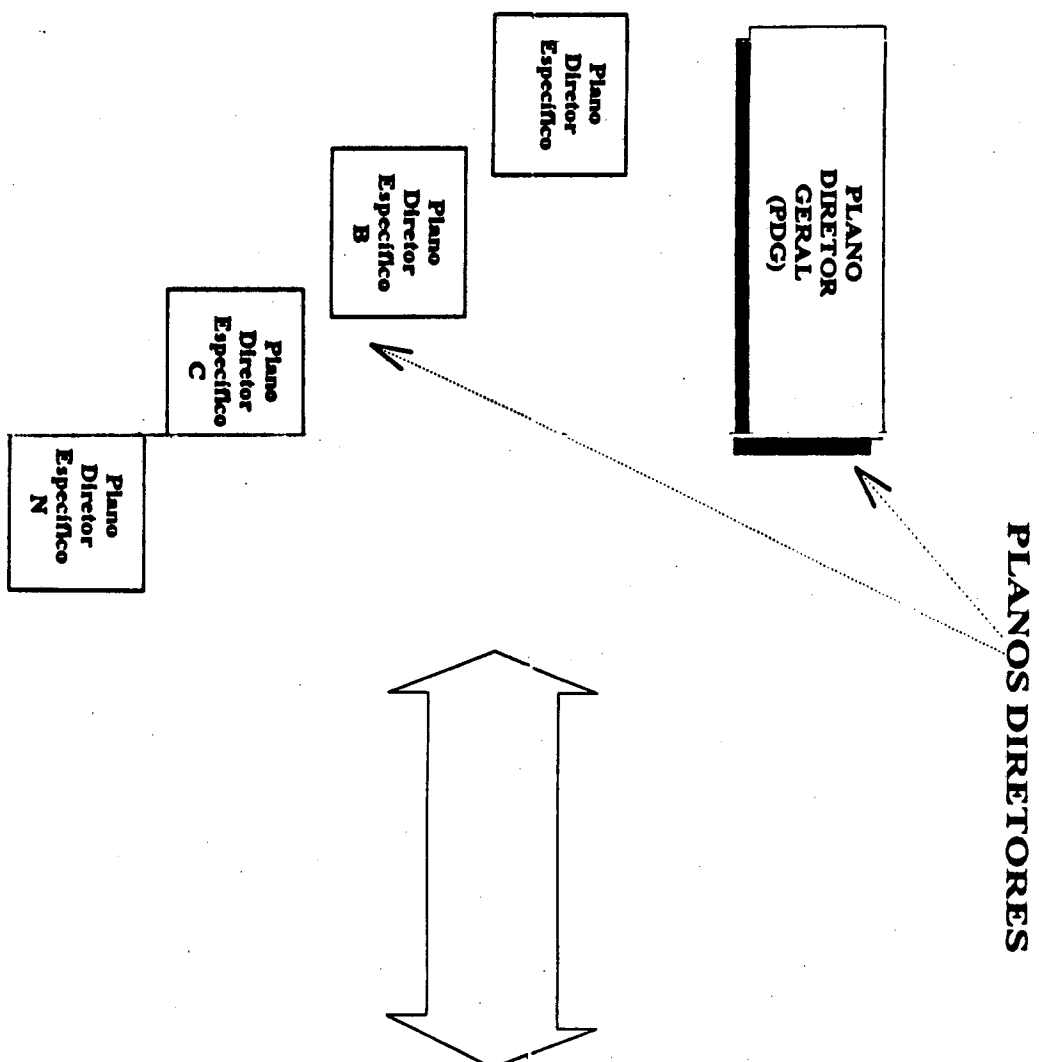 PLANOS DIRETORES
PLANO
DIRETOR
GERAL
(PDG)
Plano
Diretor
Específico
Plano
Diretor
Específico
B
Plano
Diretor
Específico
C
Plano
Diretor
Específico
N